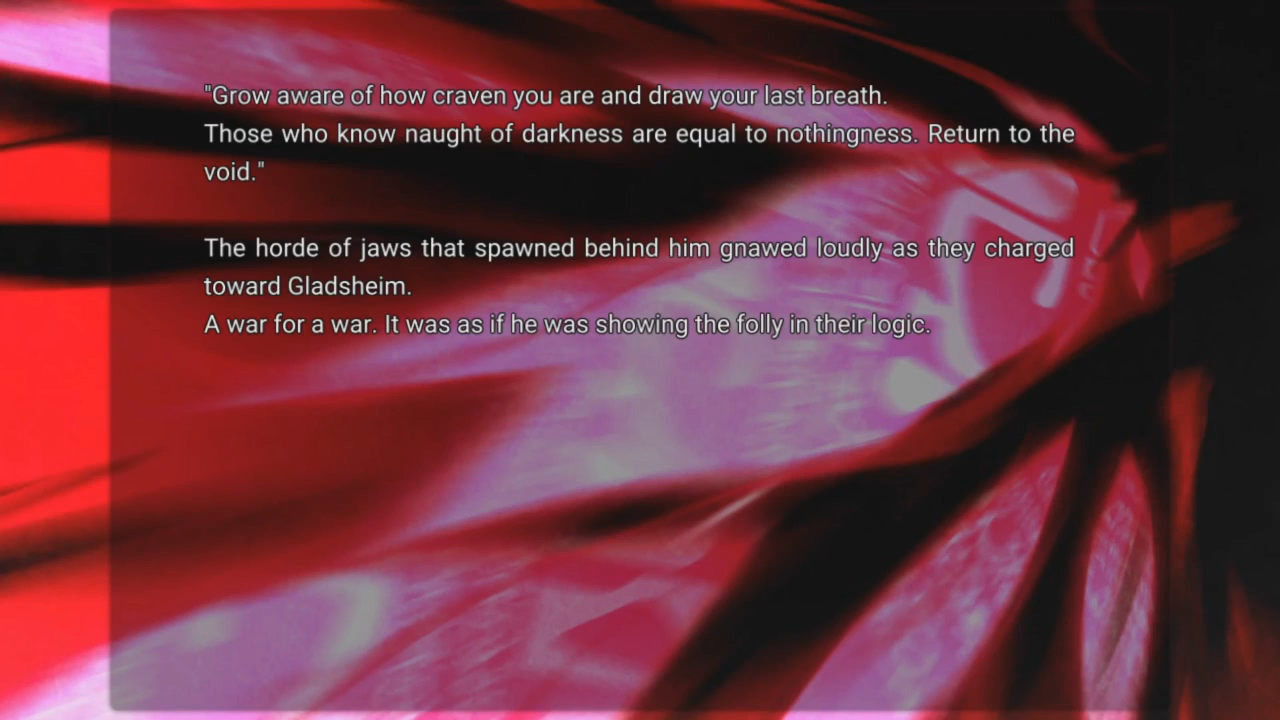 "Grow aware of how craven you are and draw your last breath.
Those who know naught of darkness are equal to nothingness. Return to the
void."
The horde of jaws that spawned behind him gnawed loudly as they charged
toward Gladsheim.
A war for a war. It was as if he was showing the folly in their logic.